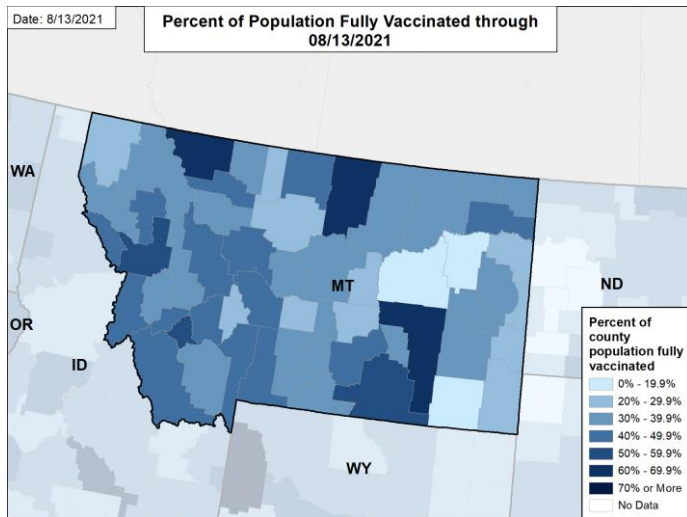 Date: 8/13/2021
Percent of Population Fully Vaccinated through
08/13/2021
WA
MT
ND
OR
ID
WY
Percent of
county
population fully
vaccinated
0% - 19.9%
20% - 29.9%
30% - 39.9%
40% - 49.9%
50% - 59.9%
60% - 69.9%
70% or More
No Data